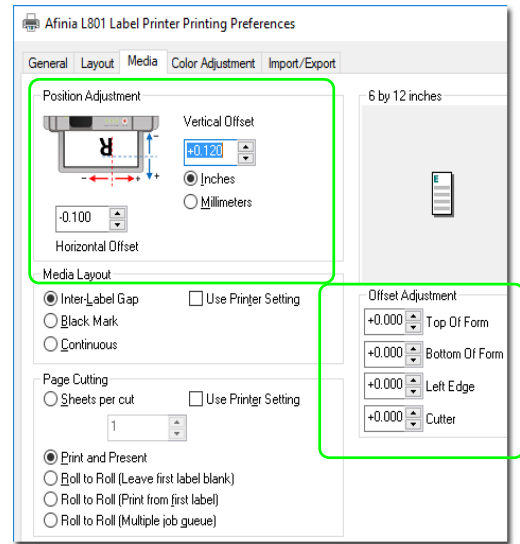 Afinia L801 Label Printer Printing Preferences
General Layout Media Color Adjustment Import/Export
Position Adjustment
Vertical Offset
R
+0.120
Inches
Millimeters
-0.100
Horizontal Offset
6 by 12 inches
E
Media Layout
Inter-Label Gap
Use Printer Setting
Black Mark
Continuous
Offset Adjustment
+0.000 Top Of Form
+0.000 Bottom Of Form
+0.000 Left Edge
+0.000 Cutter
Page Cutting
Sheets per cut
Use Printer Setting
1
Print and Present
Roll to Roll (Leave first label blank)
Roll to Roll (Print from first label)
Roll to Roll (Multiple job queue)